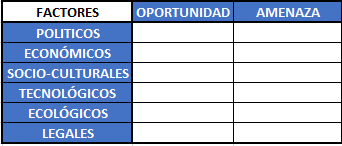 FACTORES OPORTUNIDAD AMENAZA
POLITICOS
ECONÓMICOS
SOCIO-CULTURALES
TECNOLÓGICOS
ECOLÓGICOS
LEGALES